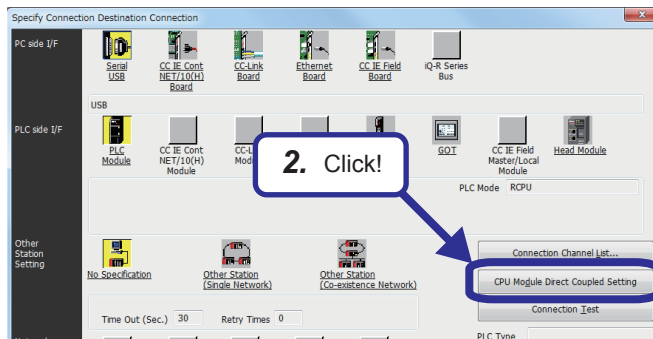 Specify Connection Destination Connection
PC side I/F
Serial
USB
CC IE Cont
NET/10(H)
Board
CC-Link
Board
Ethernet
Board
CC IE Field
Board
iQ-R Series
Bus
USB
PLC side I/F
PLC
Module
CC IE Cont
NET/10(H)
Module
GOT
CC IE Field
Master/Local
Module
Head Module
2. Click!
PLC Mode RCPU
Other
Station
Setting
No Specification
Other Station
(Single Network)
Other Station
(Co-existence Network)
Connection Channel List...
CPU Module Direct Coupled Setting
Connection Test
Time Out (Sec.) 30 Retry Times 0
PLC Type